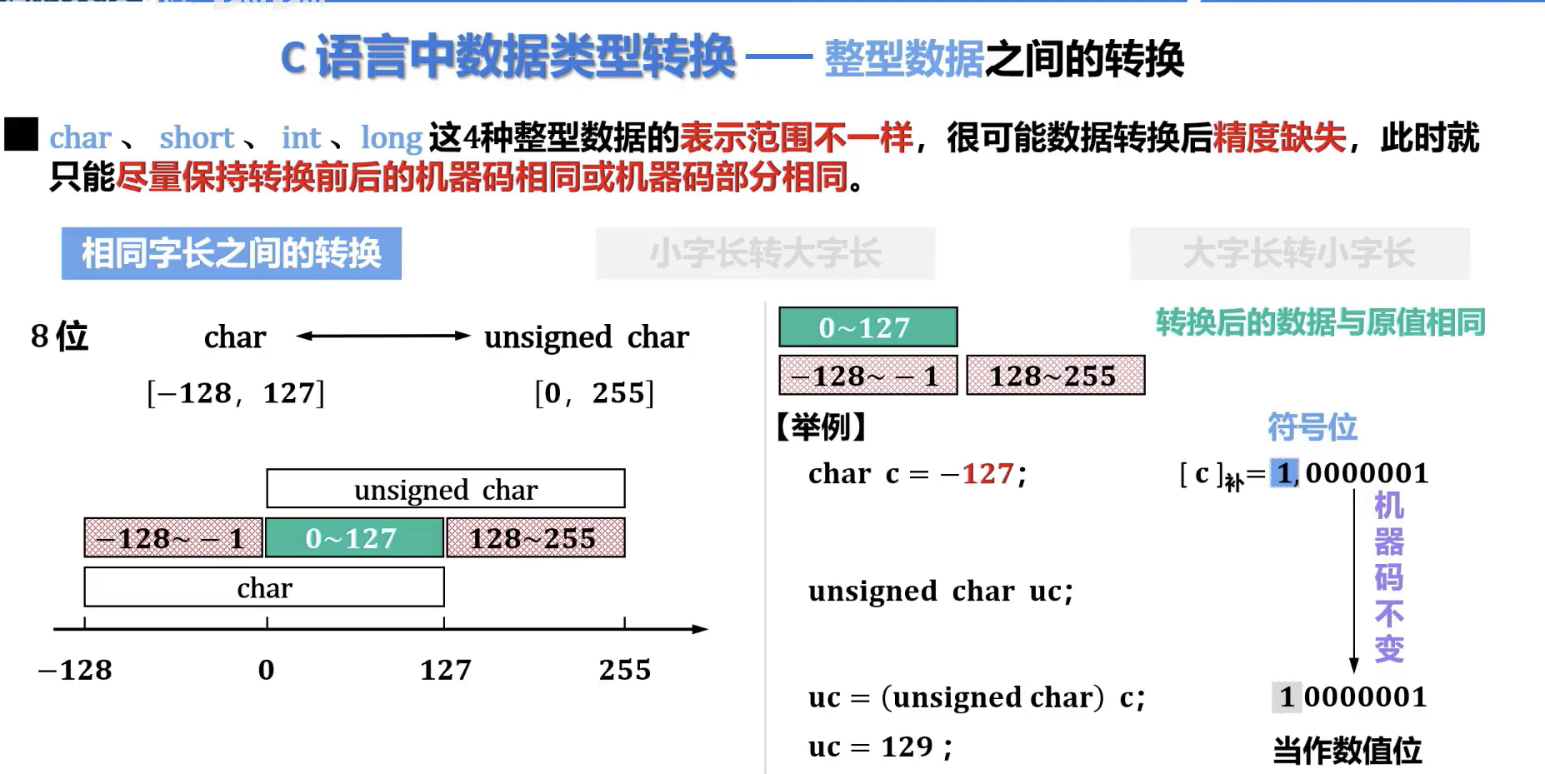 C 语言中数据类型转换 —— 整型数据之间的转换
■ char 、 short 、 int 、long 这4种整型数据的表示范围不一样，很可能数据转换后精度缺失，此时就
只能尽量保持转换前后的机器码相同或机器码部分相同。
相同字长之间的转换
小字长转大字长
大字长转小字长
8 位
char
unsigned char
[−128，127]
[0，255]
unsigned char
−128~ − 1
0~127
128~255
char
−128
0
127
255
0~127
转换后的数据与原值相同
−128~ − 1
128~255
【举例】
符号位
char c = −127；
[ c ]补= 1, 0000001
机器码不变
unsigned char uc；
uc = (unsigned char) c；
1 0000001
uc = 129；
当作数值位